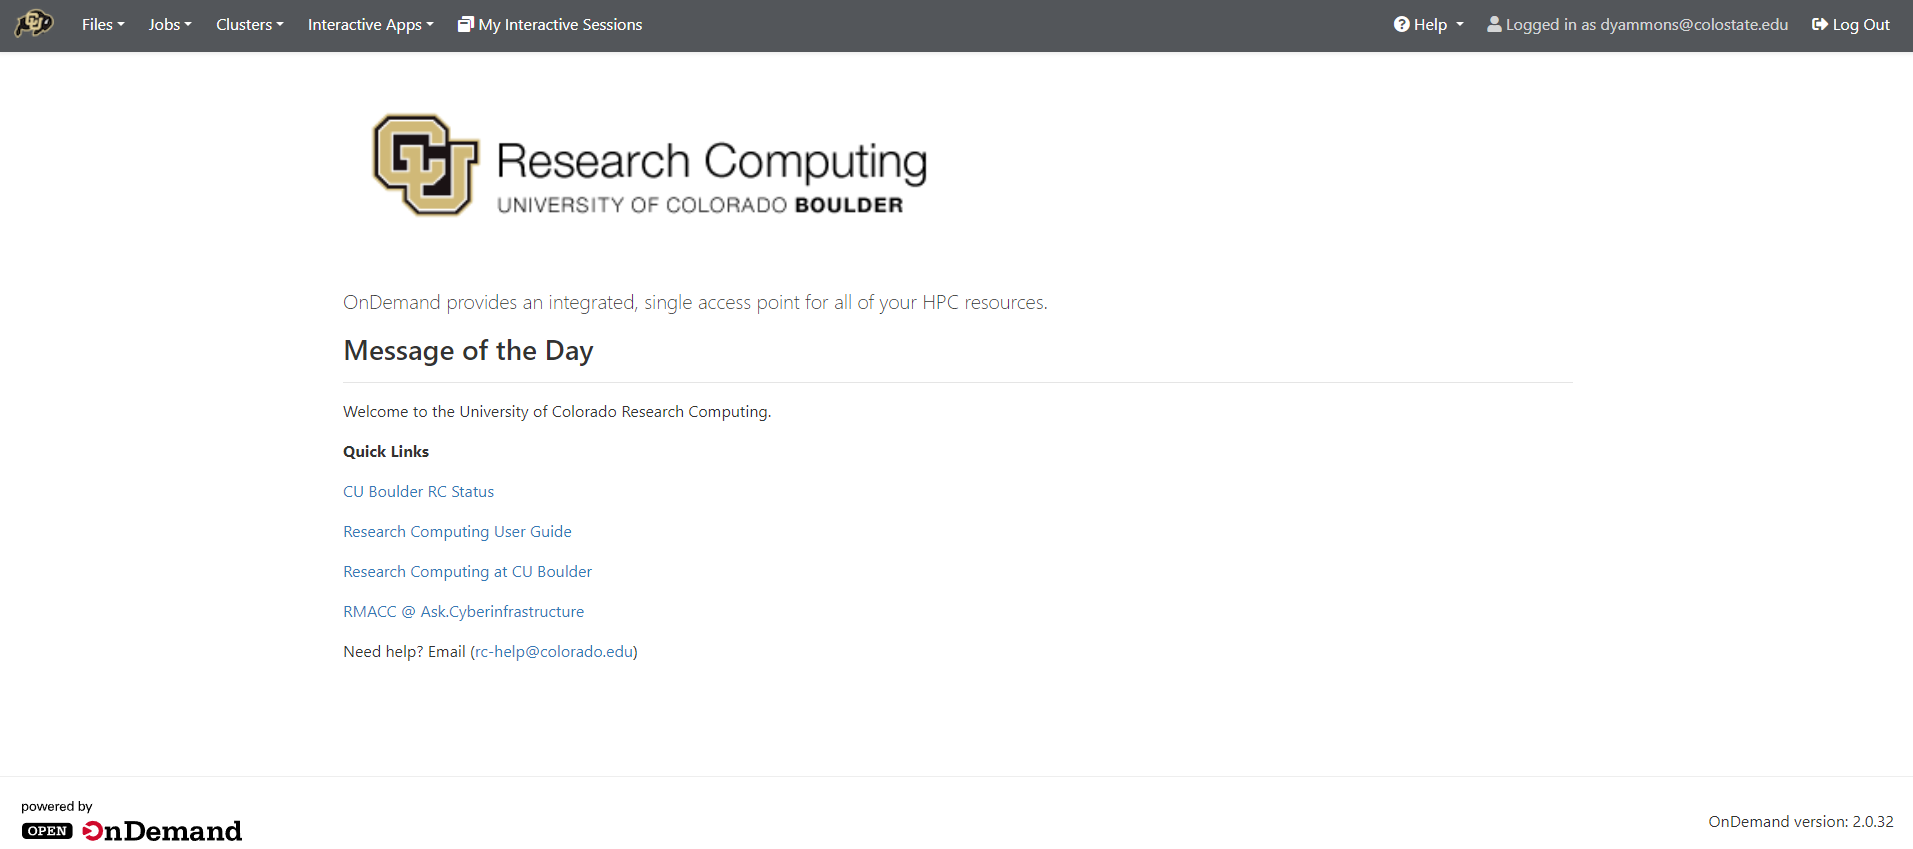 Files Jobs Clusters Interactive Apps My Interactive Sessions Help Logged in as dyammons@colostate.edu Log Out
CU Research Computing
UNIVERSITY OF COLORADO BOULDER
OnDemand provides an integrated, single access point for all of your HPC resources.
Message of the Day
Welcome to the University of Colorado Research Computing.
Quick Links
CU Boulder RC Status
Research Computing User Guide
Research Computing at CU Boulder
RMACC @ Ask.Cyberinfrastructure
Need help? Email (rc-help@colorado.edu)
powered by
OPEN OnDemand
OnDemand version: 2.0.32